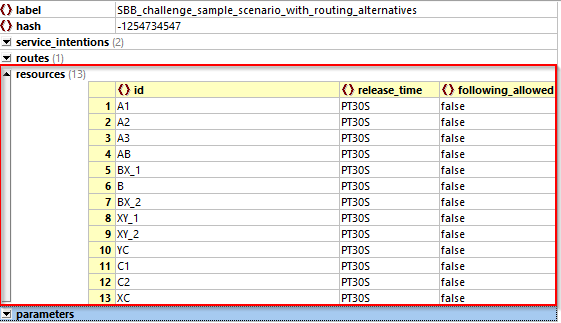 label SBB_challenge_sample_scenario_with_routing_alternatives
hash -1254734547
service_intentions (2)
routes (1)
resources (13)
id release_time following_allowed
1 A1 PT30S false
2 A2 PT30S false
3 A3 PT30S false
4 AB PT30S false
5 BX_1 PT30S false
6 B PT30S false
7 BX_2 PT30S false
8 XY_1 PT30S false
9 XY_2 PT30S false
10 YC PT30S false
11 C1 PT30S false
12 C2 PT30S false
13 XC PT30S false
parameters